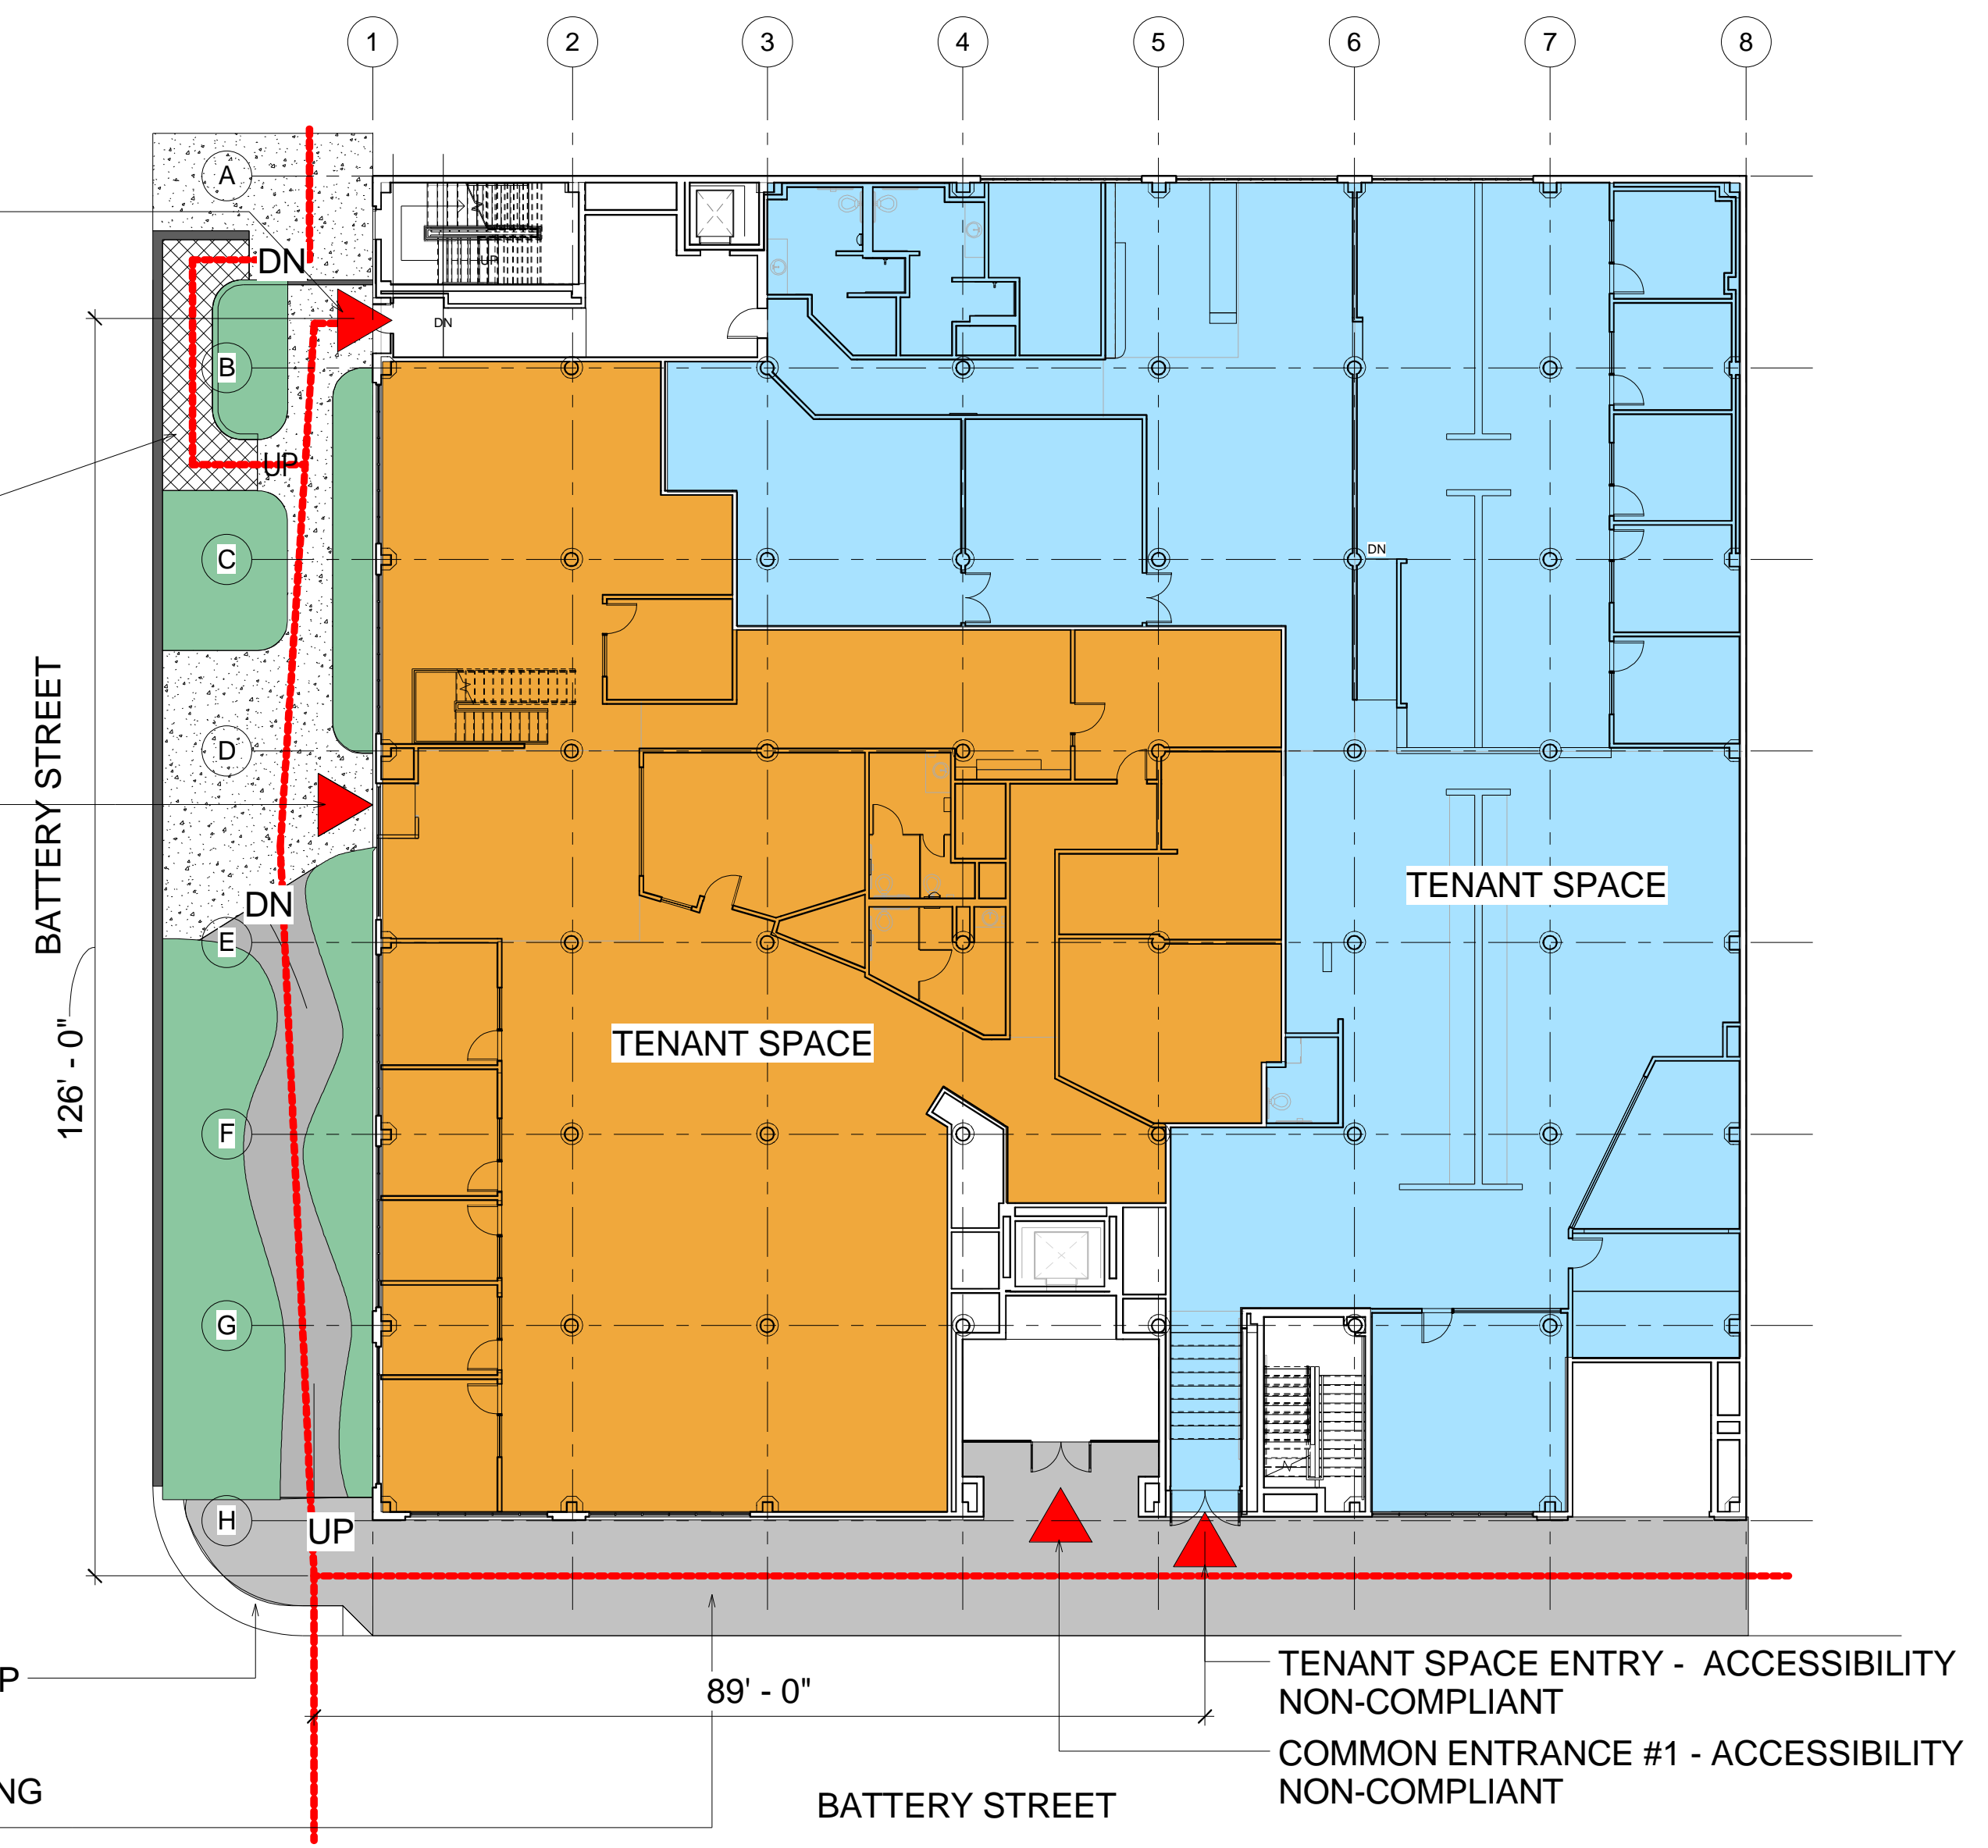 1 2 3 4 5 6 7 8
A
DN
UP
DN
B
UP
C
DN
D
BATTERY STREET
TENANT SPACE
DN
E
TENANT SPACE
126' - 0"
F
G
H
UP
TENANT SPACE ENTRY - ACCESSIBILITY
NON-COMPLIANT
P
89' - 0"
COMMON ENTRANCE #1 - ACCESSIBILITY
NON-COMPLIANT
NG
BATTERY STREET